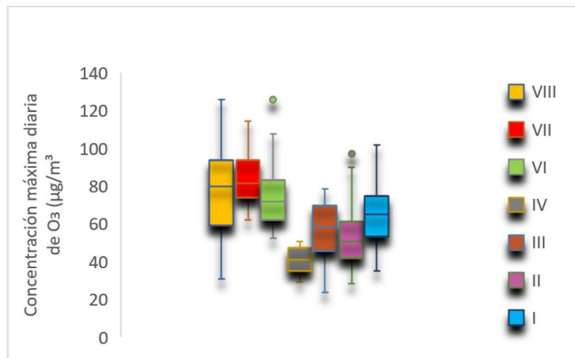 Concentración máxima diaria
de O₃ (µg/m³
140
120
100
80
60
40
20
0
VIII
VII
VI
IV
III
II
I